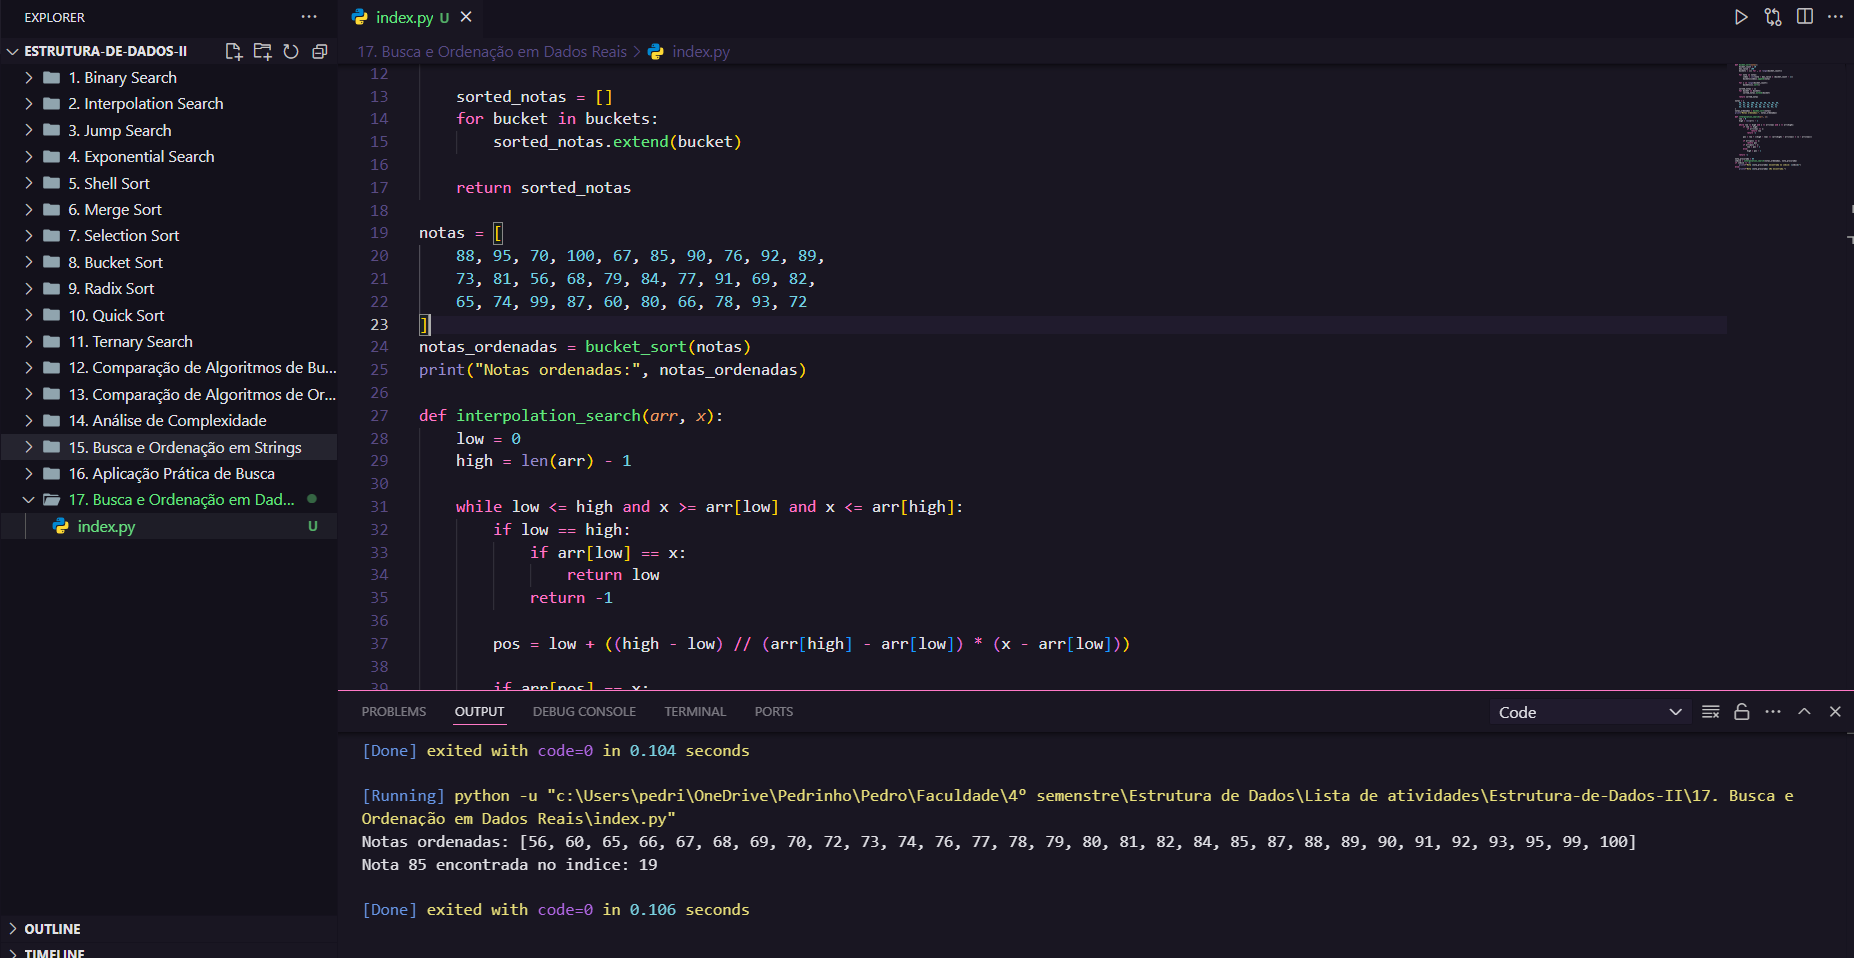 EXPLORER
ESTRUTURA-DE-DADOS-II
1. Binary Search
2. Interpolation Search
3. Jump Search
4. Exponential Search
5. Shell Sort
6. Merge Sort
7. Selection Sort
8. Bucket Sort
9. Radix Sort
10. Quick Sort
11. Ternary Search
12. Comparação de Algoritmos de Bu...
13. Comparação de Algoritmos de Or...
14. Análise de Complexidade
15. Busca e Ordenação em Strings
16. Aplicação Prática de Busca
17. Busca e Ordenação em Dad...
index.py U
OUTLINE
TIMELINE
index.py U
17. Busca e Ordenação em Dados Reais > index.py
12
13 sorted_notas = []
14 for bucket in buckets:
15 sorted_notas.extend(bucket)
16
17 return sorted_notas
18
19 notas = [
20 88, 95, 70, 100, 67, 85, 90, 76, 92, 89,
21 73, 81, 56, 68, 79, 84, 77, 91, 69, 82,
22 65, 74, 99, 87, 60, 80, 66, 78, 93, 72
23 ]
24 notas_ordenadas = bucket_sort(notas)
25 print("Notas ordenadas:", notas_ordenadas)
26
27 def interpolation_search(arr, x):
28 low = 0
29 high = len(arr) - 1
30
31 while low <= high and x >= arr[low] and x <= arr[high]:
32 if low == high:
33 if arr[low] == x:
34 return low
35 return -1
36
37 pos = low + ((high - low) // (arr[high] - arr[low]) * (x - arr[low]))
38
39 if arr[pos] == x:
PROBLEMS OUTPUT DEBUG CONSOLE TERMINAL PORTS
Code
[Done] exited with code=0 in 0.104 seconds
[Running] python -u "c:\Users\pedri\OneDrive\Pedrinho\Pedro\Faculdade\4º semenstre\Estrutura de Dados\Lista de atividades\Estrutura-de-Dados-II\17. Busca e
Ordenação em Dados Reais\index.py"
Notas ordenadas: [56, 60, 65, 66, 67, 68, 69, 70, 72, 73, 74, 76, 77, 78, 79, 80, 81, 82, 84, 85, 87, 88, 89, 90, 91, 92, 93, 95, 99, 100]
Nota 85 encontrada no indice: 19
[Done] exited with code=0 in 0.106 seconds